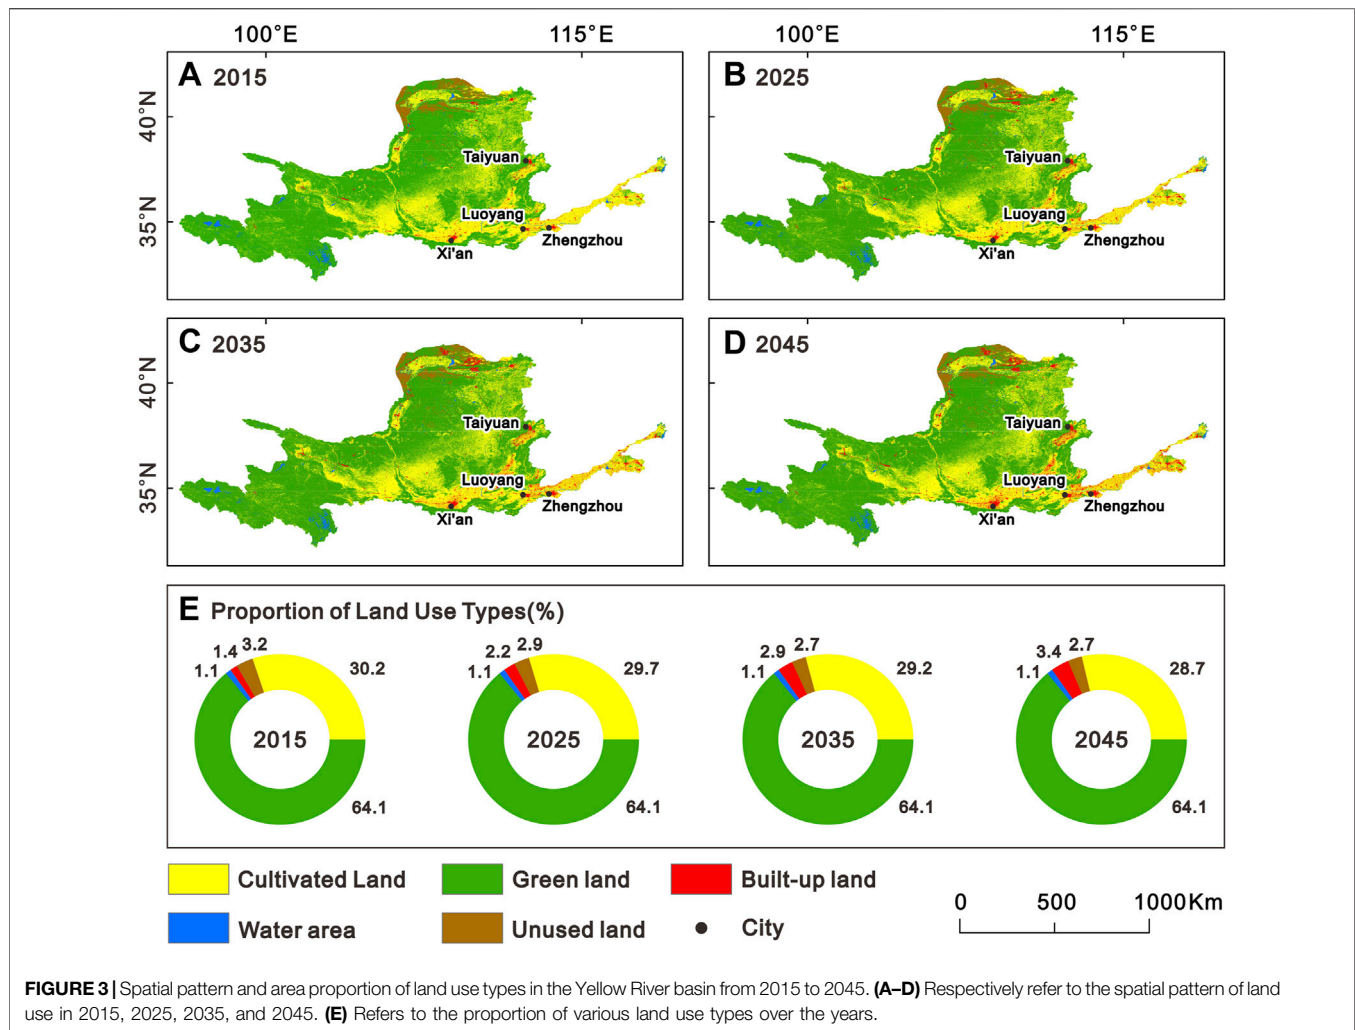 100°E 115°E 100°E 115°E
A 2015 B 2025
40°N
Taiyuan Taiyuan
35°N
Luoyang Luoyang
Zhengzhou Zhengzhou
Xi'an Xi'an
C 2035 D 2045
40°N
Taiyuan Taiyuan
35°N
Luoyang Luoyang
Zhengzhou Zhengzhou
Xi'an Xi'an
E Proportion of Land Use Types(%)
1.1 1.4 3.2 30.2 2015 64.1
1.1 2.2 2.9 29.7 2025 64.1
1.1 2.9 2.7 29.2 2035 64.1
1.1 3.4 2.7 28.7 2045 64.1
Cultivated Land Green land Built-up land
Water area Unused land City
0 500 1000Km
FIGURE 3 | Spatial pattern and area proportion of land use types in the Yellow River basin from 2015 to 2045. (A–D) Respectively refer to the spatial pattern of land
use in 2015, 2025, 2035, and 2045. (E) Refers to the proportion of various land use types over the years.